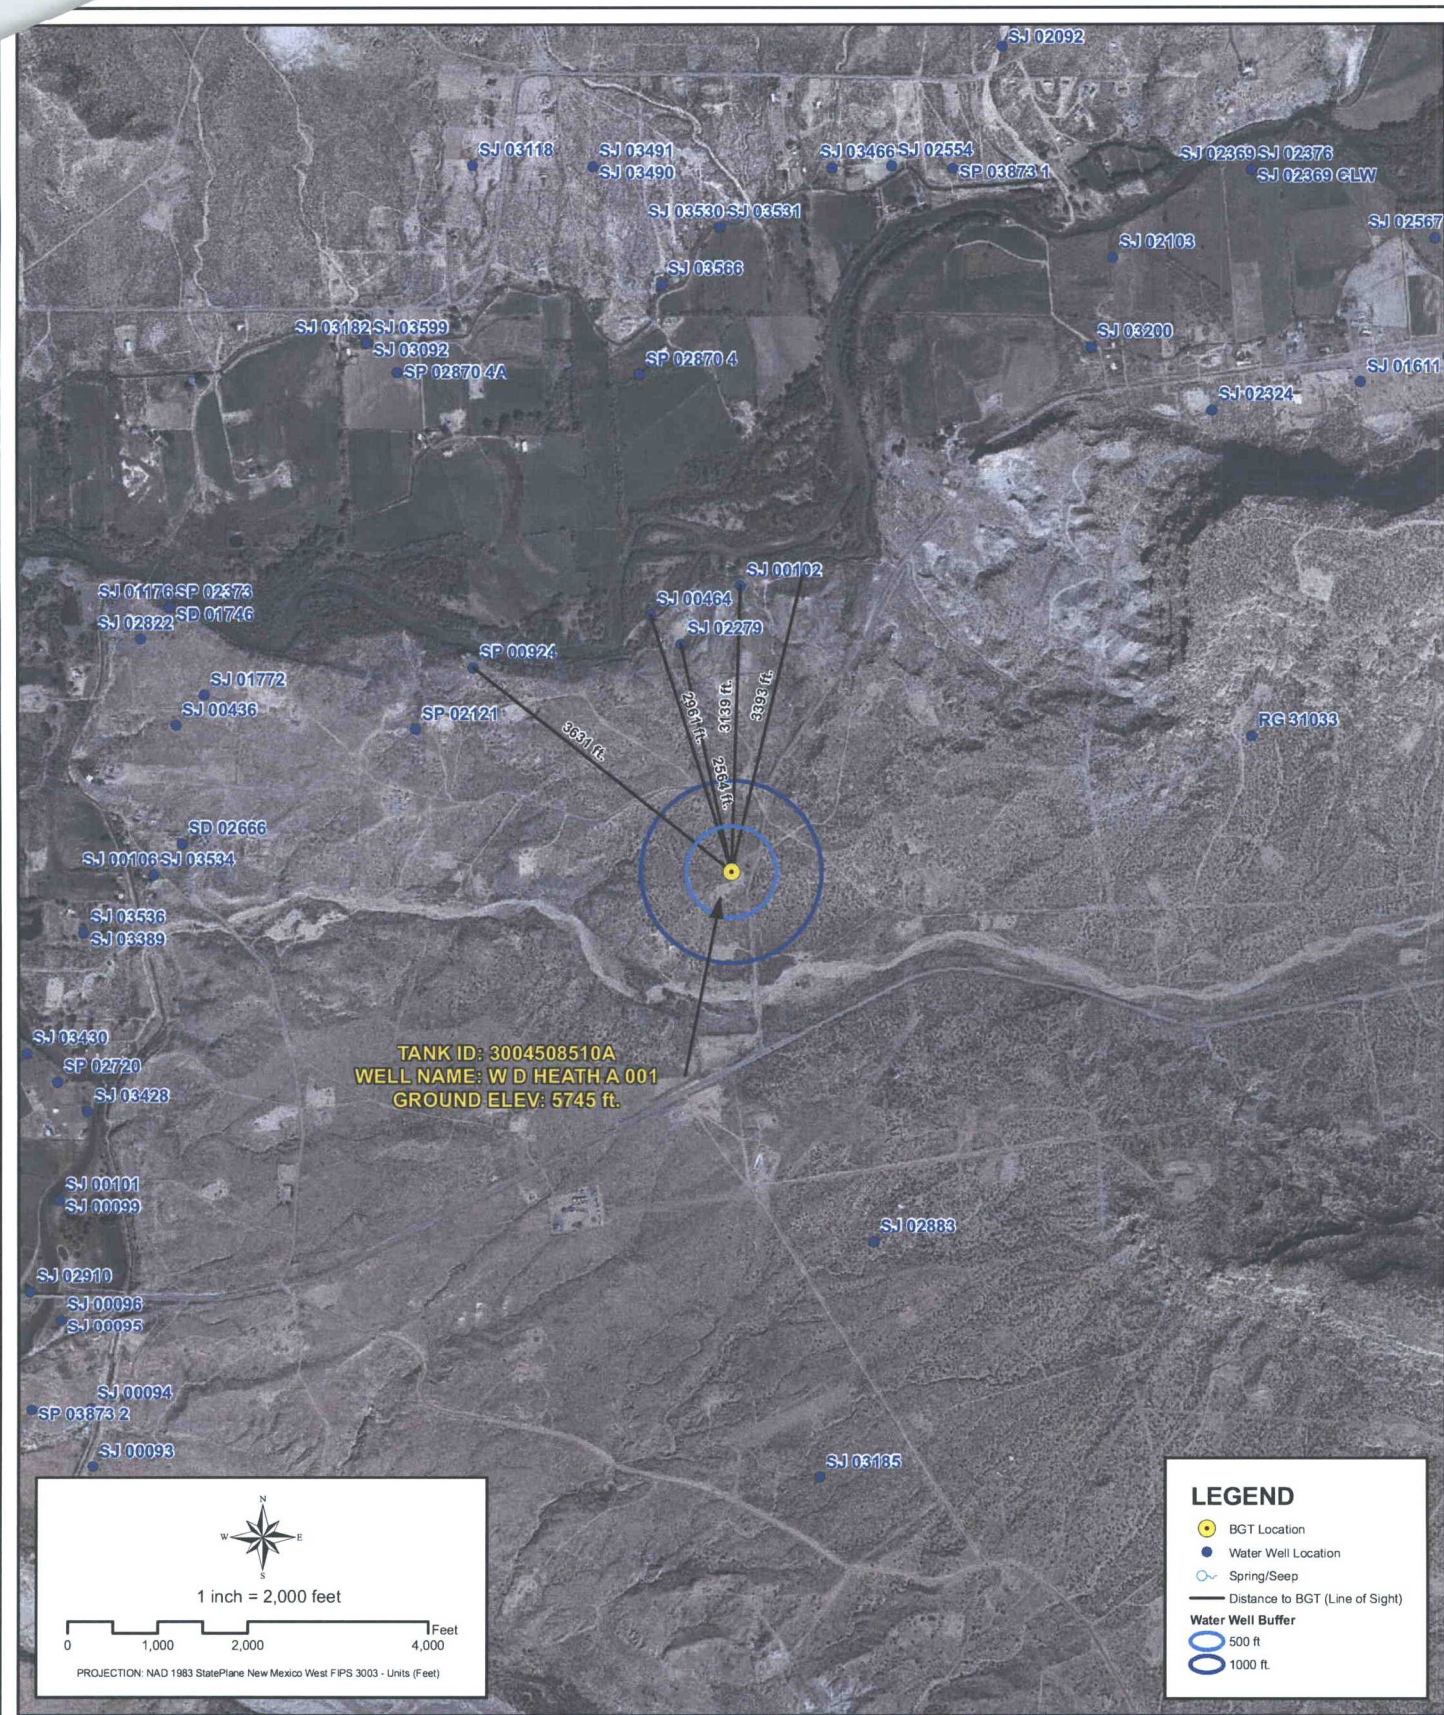 SJ 02092
SJ 03118
SJ 03491
SJ 03490
SJ 03466 SJ 02554
SP 03873 1
SJ 02369 SJ 02376
SJ 02369 CLW
SJ 03530 SJ 03531
SJ 02567
SJ 02103
SJ 03566
SJ 03182 SJ 03599
SJ 03092
SJ 03200
SP 02870 4
SP 02870 4A
SJ 01611
SJ 02324
SJ 00102
SJ 01176 SP 02373
SD 01746
SJ 00464
SJ 02822
SJ 02279
SP 00924
SJ 01772
SJ 00436
SP 02121
RG 31033
3631 ft.
2961 ft.
2564 ft.
3139 ft.
3393 ft.
SD 02666
SJ 00106 SJ 03534
SJ 03536
SJ 03389
SJ 03430
SP 02720
SJ 03428
TANK ID: 3004508510A
WELL NAME: W D HEATH A 001
GROUND ELEV: 5745 ft.
SJ 00101
SJ 00099
SJ 02883
SJ 02910
SJ 00096
SJ 00095
SJ 00094
SP 03873 2
SJ 00093
SJ 03185
N
W E
S
1 inch = 2,000 feet
Feet
0 1,000 2,000 4,000
PROJECTION: NAD 1983 StatePlane New Mexico West FIPS 3003 - Units (Feet)
LEGEND
BGT Location
Water Well Location
Spring/Seep
Distance to BGT (Line of Sight)
Water Well Buffer
500 ft
1000 ft.